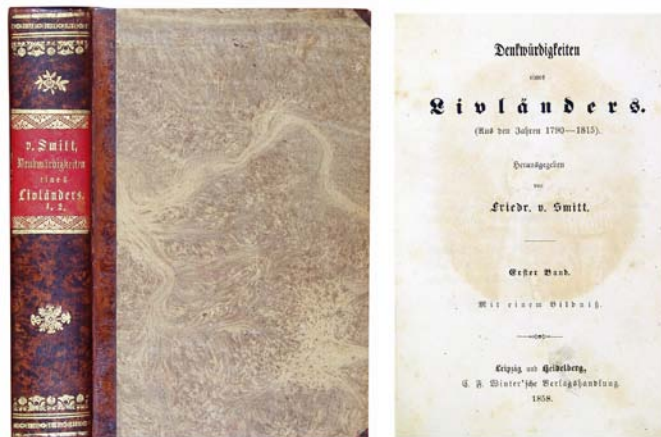 v. Smitt,
Denkwürdigkeiten
eines
Livländers.
1. 2.
Denkwürdigkeiten
eines
Livländers.
(Aus den Jahren 1790—1815).
Herausgegeben
von
Friedr. v. Smitt.
Erster Band.
Mit einem Bildniß.
Leipzig und Heidelberg,
C. F. Winter'sche Verlagshandlung.
1858.